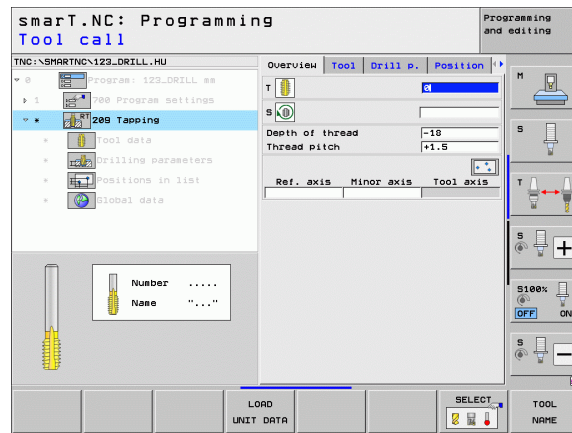 smarT.NC: Programming
Tool call
Programming
and editing
TNC:\SMARTNC\123_DRILL.HU
Overview Tool Drill p. Position
0 Program: 123_DRILL mm
1 700 Program settings
* 209 Tapping
* Tool data
* Drilling parameters
* Positions in list
* Global data
T 0
S
Depth of thread -18
Thread pitch +1.5
Ref. axis Minor axis Tool axis
Number .....
Name "..."
M
S
T
S
S100%
OFF ON
S
LOAD
UNIT DATA
SELECT
TOOL
NAME